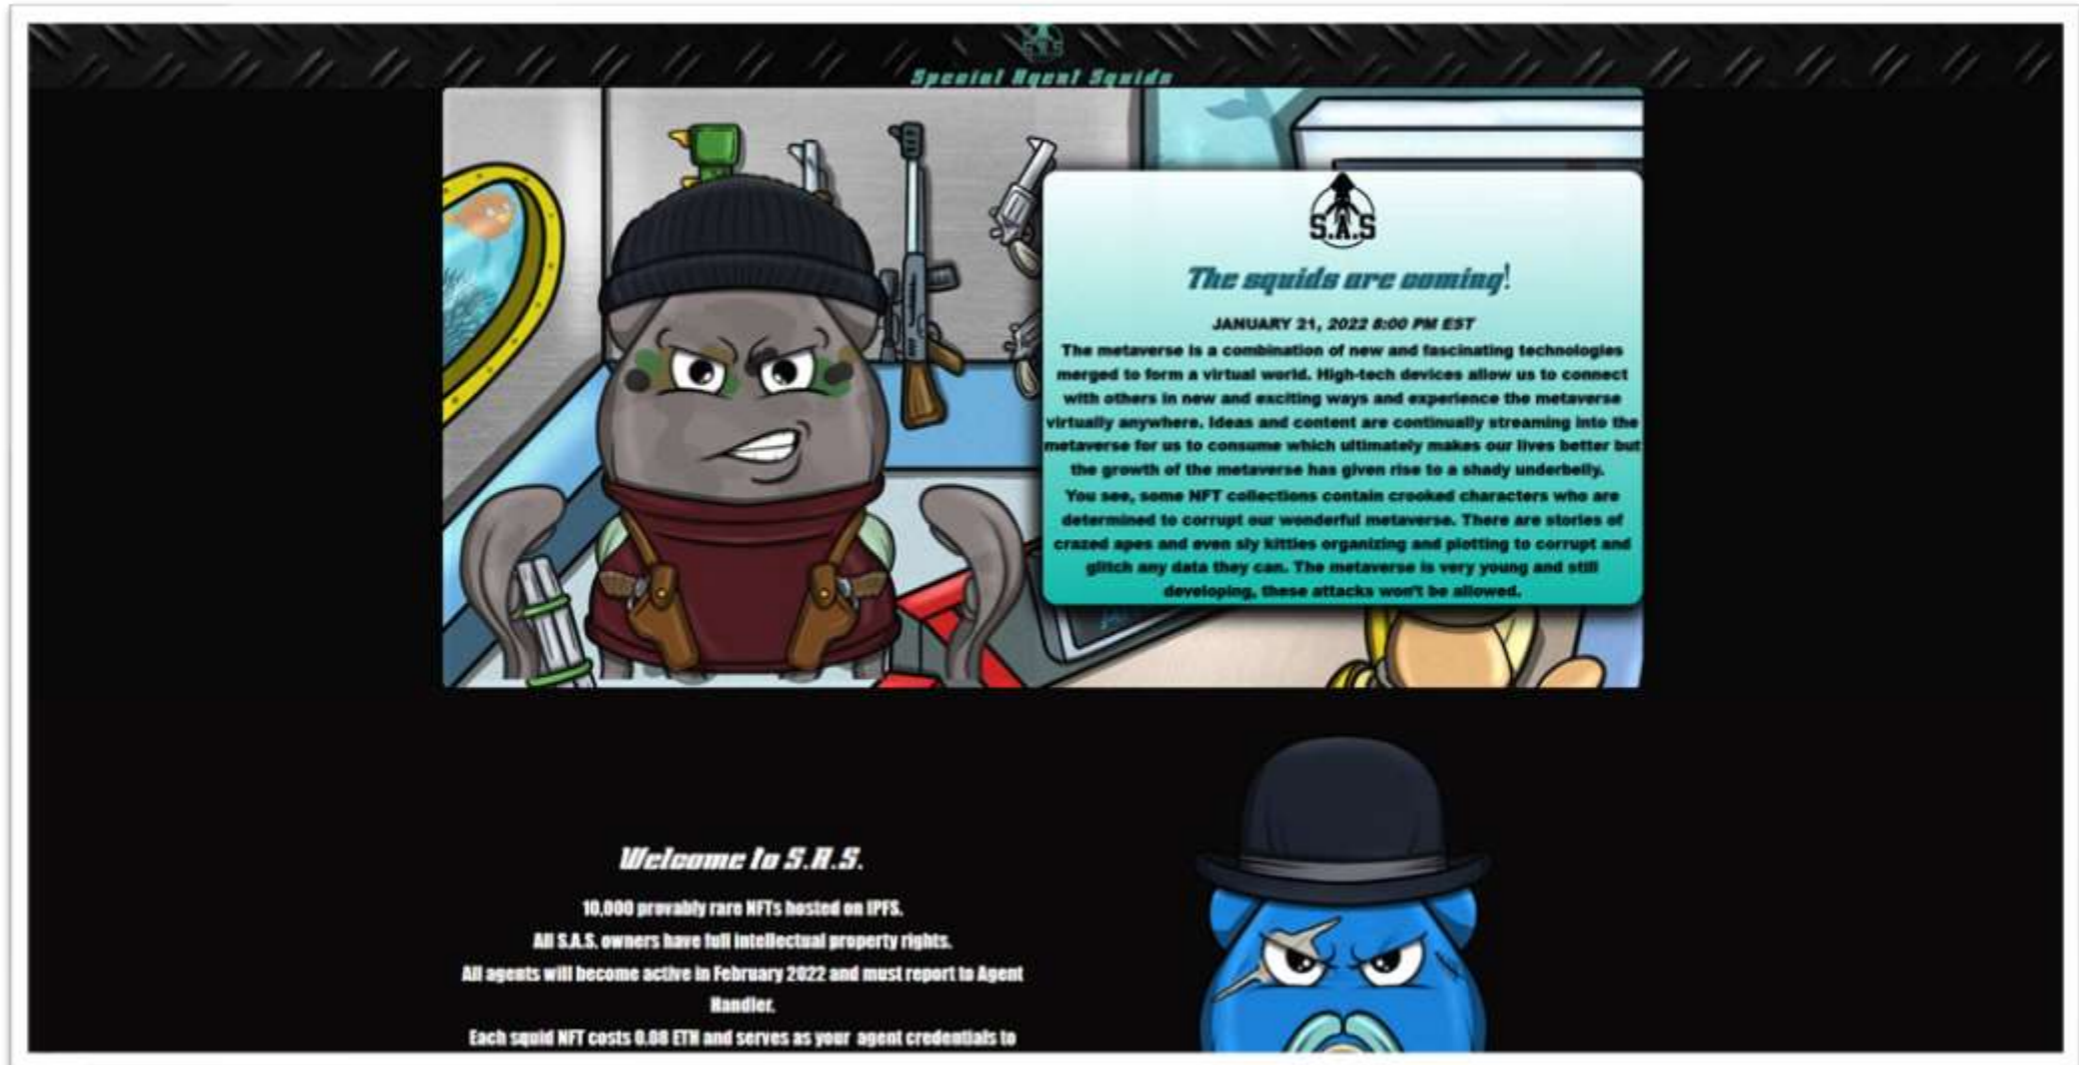 S.A.S
Special Agent Squids
S.A.S
The squids are coming!
JANUARY 21, 2022 8:00 PM EST
The metaverse is a combination of new and fascinating technologies
merged to form a virtual world. High-tech devices allow us to connect
with others in new and exciting ways and experience the metaverse
virtually anywhere. Ideas and content are continually streaming into the
metaverse for us to consume which ultimately makes our lives better but
the growth of the metaverse has given rise to a shady underbelly.
You see, some NFT collections contain crooked characters who are
determined to corrupt our wonderful metaverse. There are stories of
crazed apes and even sly kitties organizing and plotting to corrupt and
glitch any data they can. The metaverse is very young and still
developing, these attacks won't be allowed.
Welcome to S.A.S.
10,000 provably rare NFTs hosted on IPFS.
All S.A.S. owners have full intellectual property rights.
All agents will become active in February 2022 and must report to Agent
Handler.
Each squid NFT costs 0.08 ETH and serves as your agent credentials to